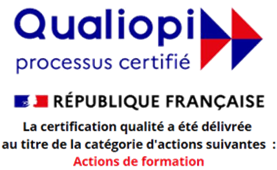 Qualiopi
processus certifié
RÉPUBLIQUE FRANÇAISE
La certification qualité a été délivrée
au titre de la catégorie d'actions suivantes :
Actions de formation